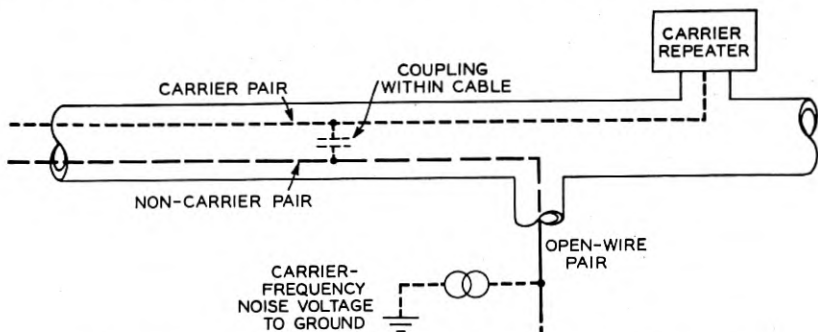 CARRIER
REPEATER
COUPLING
WITHIN CABLE
CARRIER PAIR
NON-CARRIER PAIR
OPEN-WIRE
PAIR
CARRIER-
FREQUENCY
NOISE VOLTAGE
TO GROUND